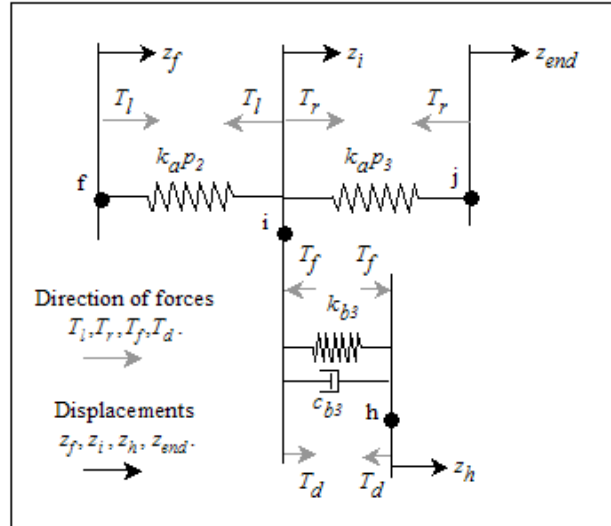 z_f z_i z_end
T_l T_l T_r T_r
k_a p_2 k_a p_3
f j
i
T_f T_f
Direction of forces k_b3
T_l, T_r, T_f, T_d.
c_b3 h
Displacements
z_f, z_i, z_h, z_end.
z_h
T_d T_d